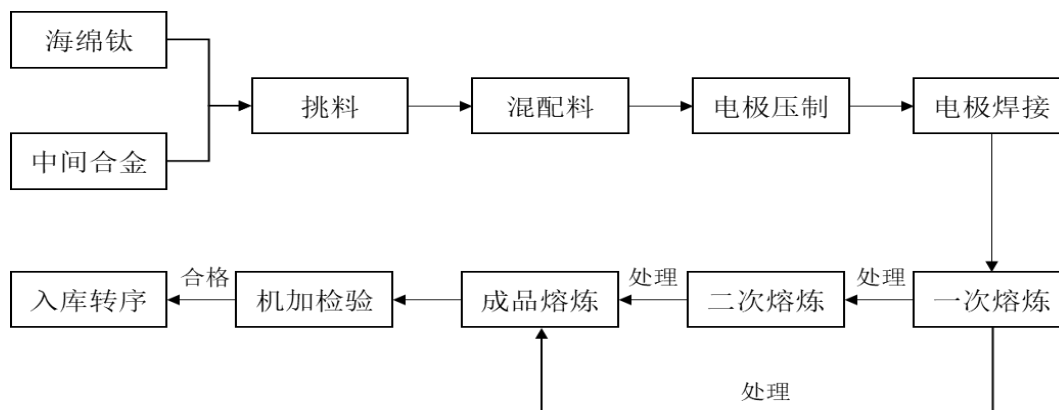 海绵钛
中间合金
挑料
混配料
电极压制
电极焊接
一次熔炼
处理
二次熔炼
处理
成品熔炼
机加检验
合格
入库转序
处理